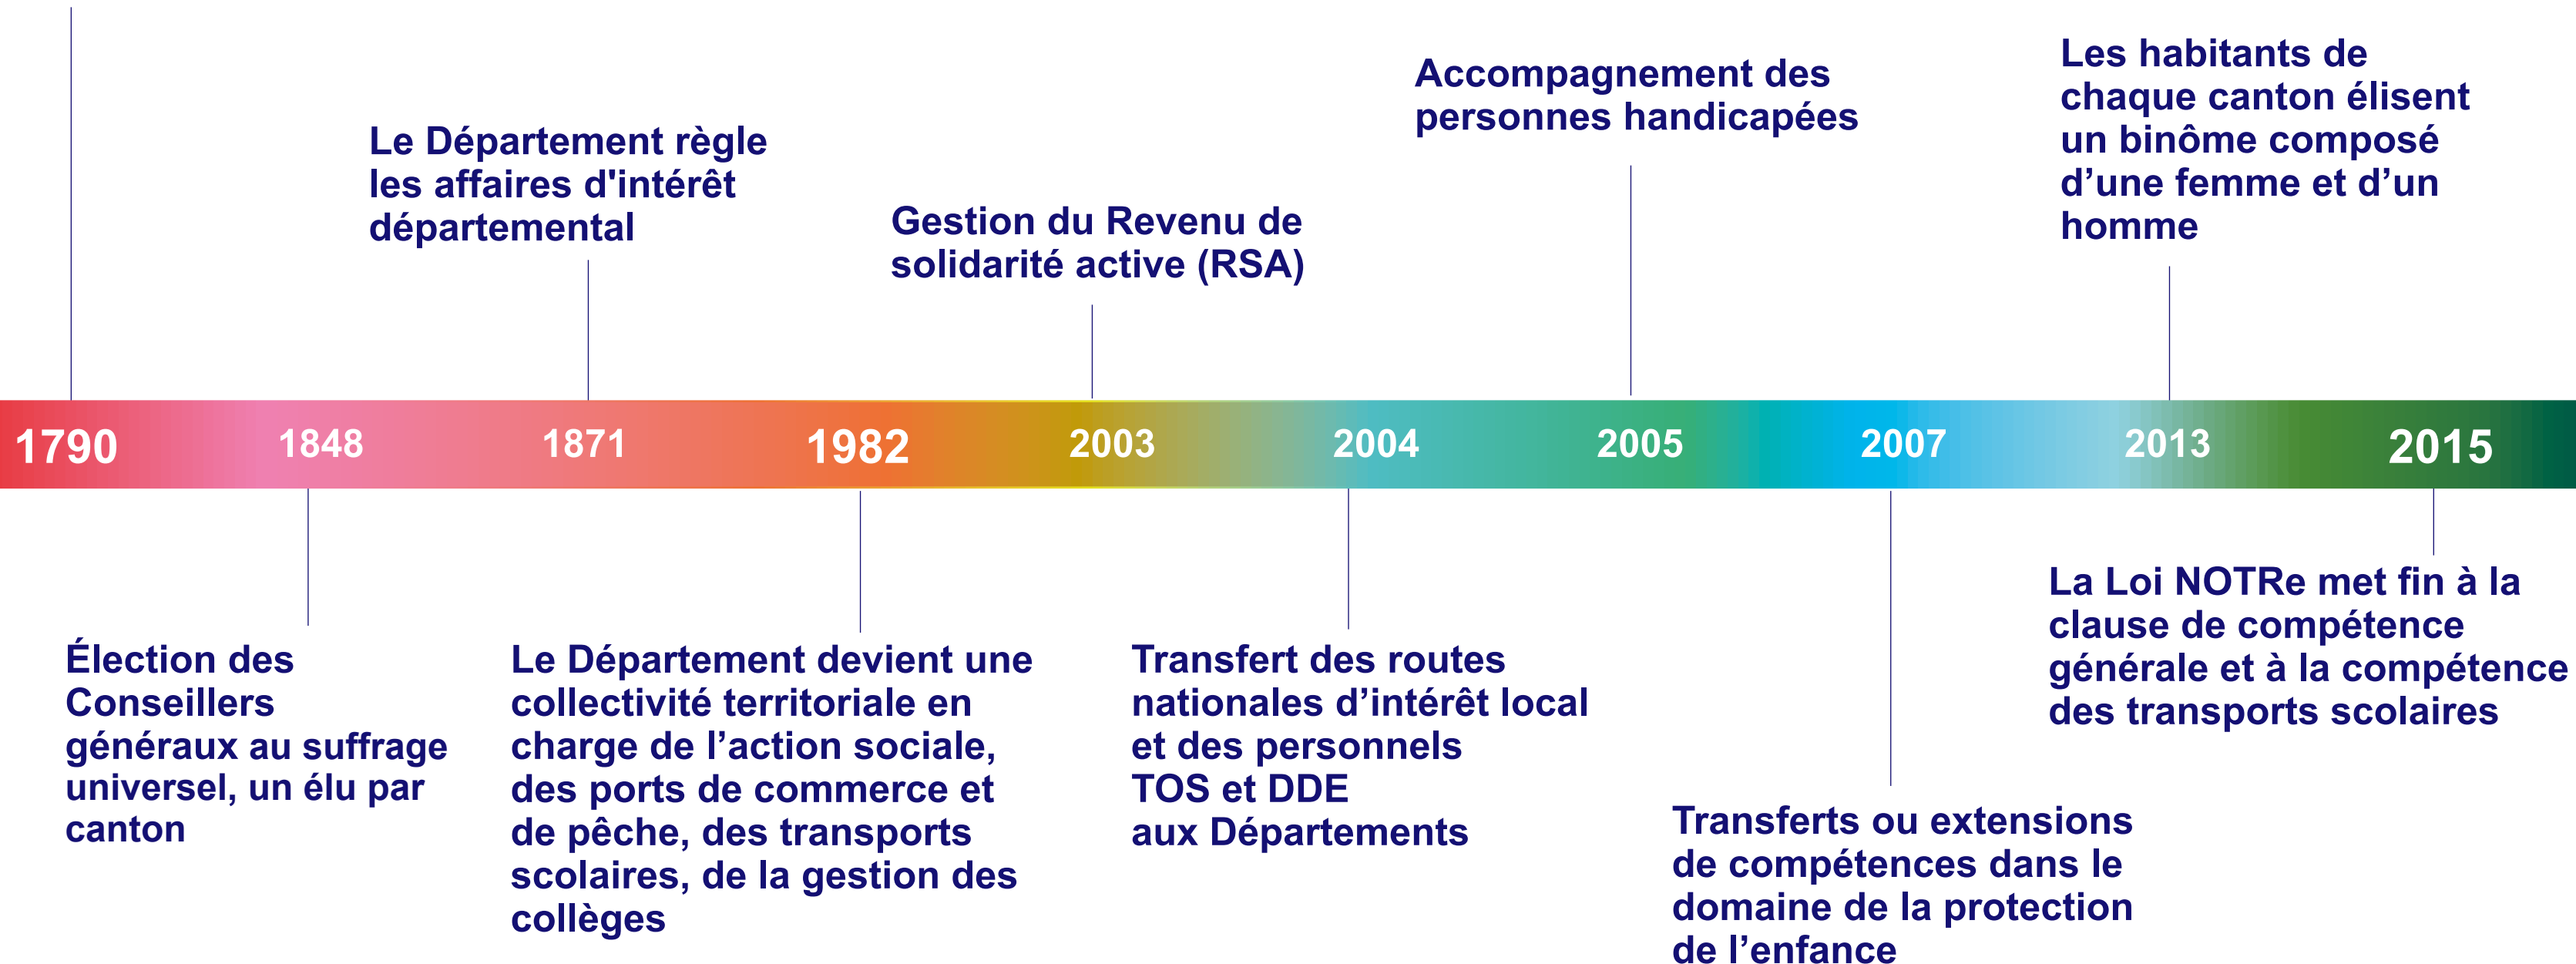 Le Département règle
les affaires d'intérêt
départemental
Gestion du Revenu de
solidarité active (RSA)
Accompagnement des
personnes handicapées
Les habitants de
chaque canton élisent
un binôme composé
d’une femme et d’un
homme
1790
1848
1871
1982
2003
2004
2005
2007
2013
2015
Élection des
Conseillers
généraux au suffrage
universel, un élu par
canton
Le Département devient une
collectivité territoriale en
charge de l’action sociale,
des ports de commerce et
de pêche, des transports
scolaires, de la gestion des
collèges
Transfert des routes
nationales d’intérêt local
et des personnels
TOS et DDE
aux Départements
Transferts ou extensions
de compétences dans le
domaine de la protection
de l’enfance
La Loi NOTRe met fin à la
clause de compétence
générale et à la compétence
des transports scolaires